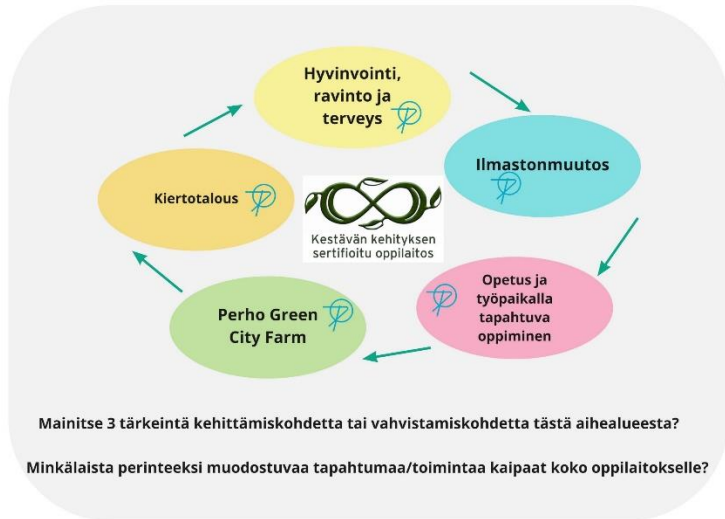 Hyvinvointi,
ravinto ja
terveys
Ilmastonmuutos
Kiertotalous
Kestävän kehityksen
sertifioitu oppilaitos
Opetus ja
työpaikalla
tapahtuva
oppiminen
Perho Green
City Farm
Mainitse 3 tärkeintä kehittämiskohdetta tai vahvistamiskohdetta tästä aihealueesta?
Minkälaista perinteeksi muodostuvaa tapahtumaa/toimintaa kaipaat koko oppilaitokselle?